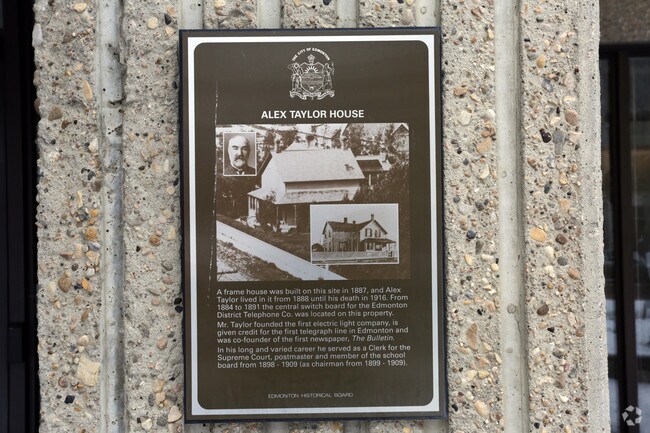 THE CITY OF EDMONTON
ALEX TAYLOR HOUSE
A frame house was built on this site in 1887, and Alex
Taylor lived in it from 1888 until his death in 1916. From
1884 to 1891 the central switch board for the Edmonton
District Telephone Co. was located on this property.
Mr. Taylor founded the first electric light company, is
given credit for the first telegraph line in Edmonton and
was co-founder of the first newspaper, The Bulletin.
In his long and varied career he served as a Clerk for the
Supreme Court, postmaster and member of the school
board from 1898 - 1909 (as chairman from 1899 - 1909).
EDMONTON HISTORICAL BOARD